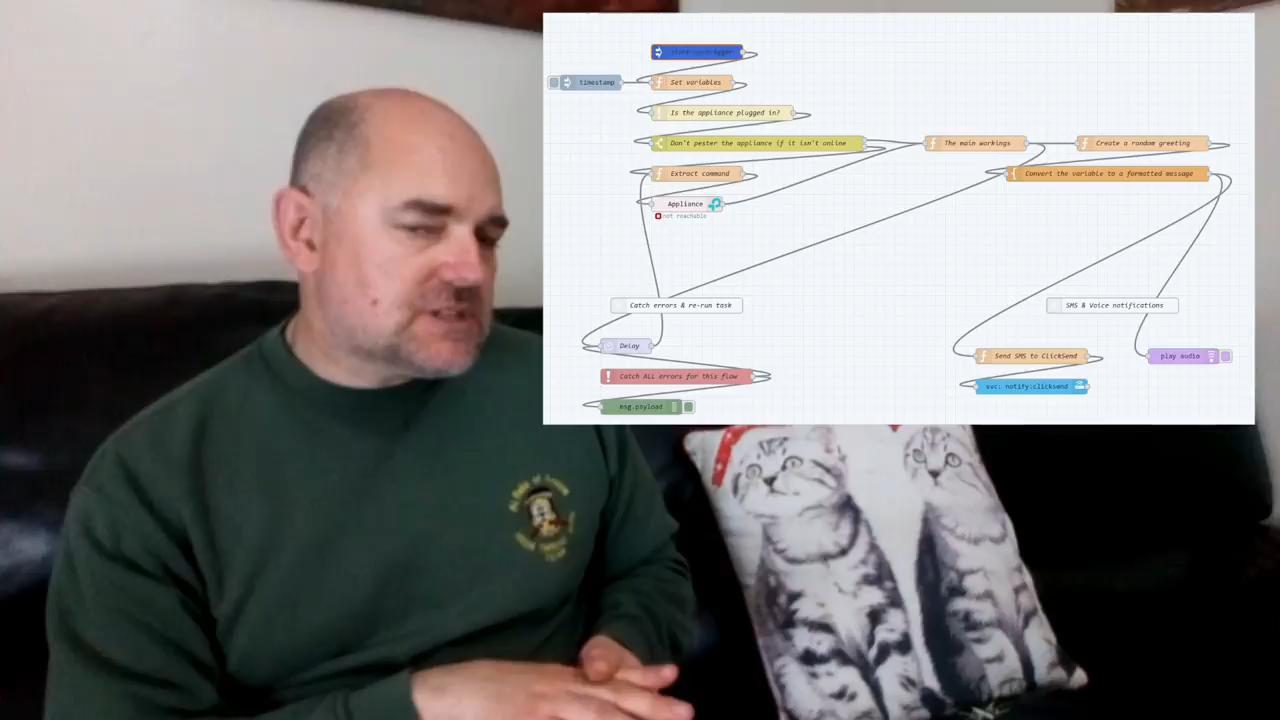 timestamp
Set variables
Is the appliance plugged in?
Don't pester the appliance if it isn't online
The main workings
Create a random greeting
Extract command
Convert the variable to a formatted message
Appliance
not reachable
Catch errors & re-run task
SMS & Voice notifications
Delay
Send SMS to ClickSend
play audio
Catch ALL errors for this flow
svc: notify:clicksend
msg.payload